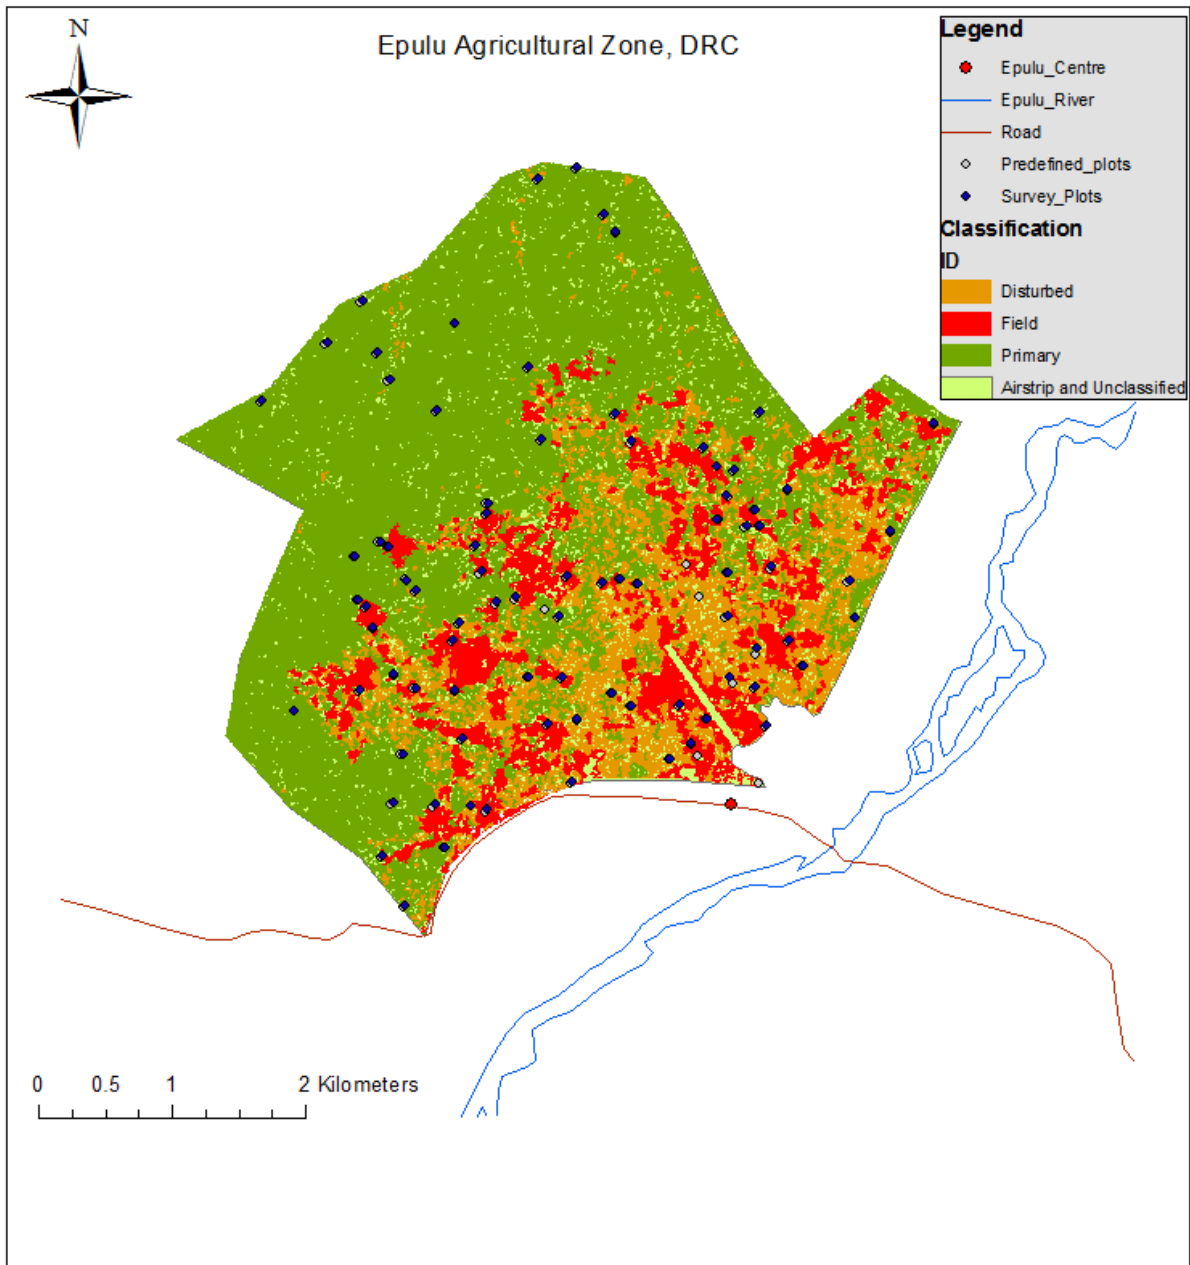 N
Epulu Agricultural Zone, DRC
Legend
Epulu_Centre
Epulu_River
Road
Predefined_plots
Survey_Plots
Classification
ID
Disturbed
Field
Primary
Airstrip and Unclassified
0 0.5 1 2 Kilometers